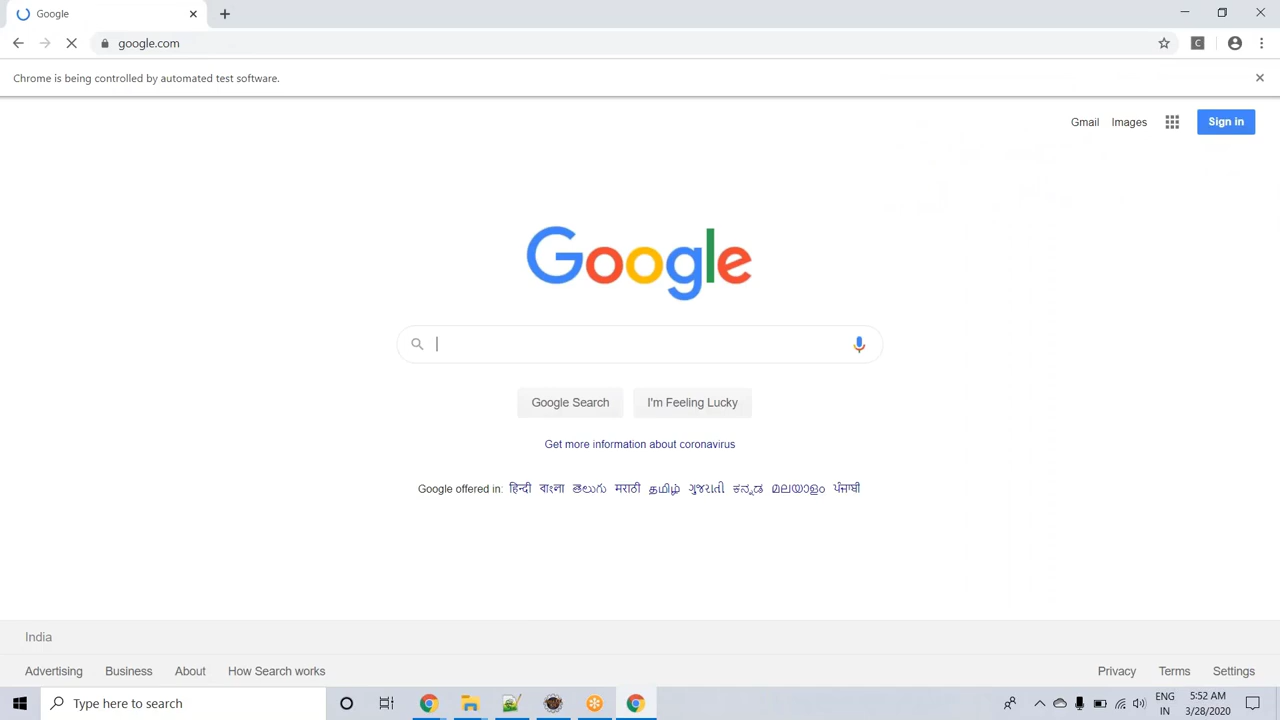 Google
google.com
Chrome is being controlled by automated test software.
Gmail Images Sign in
Google
Google Search I'm Feeling Lucky
Get more information about coronavirus
Google offered in: हिन्दी বাংলা తెలుగు मराठी தமிழ் ગુજરાતી ಕನ್ನಡ മലയാളം ਪੰਜਾਬੀ
India
Advertising Business About How Search works Privacy Terms Settings
Type here to search
ENG
IN
5:52 AM
3/28/2020